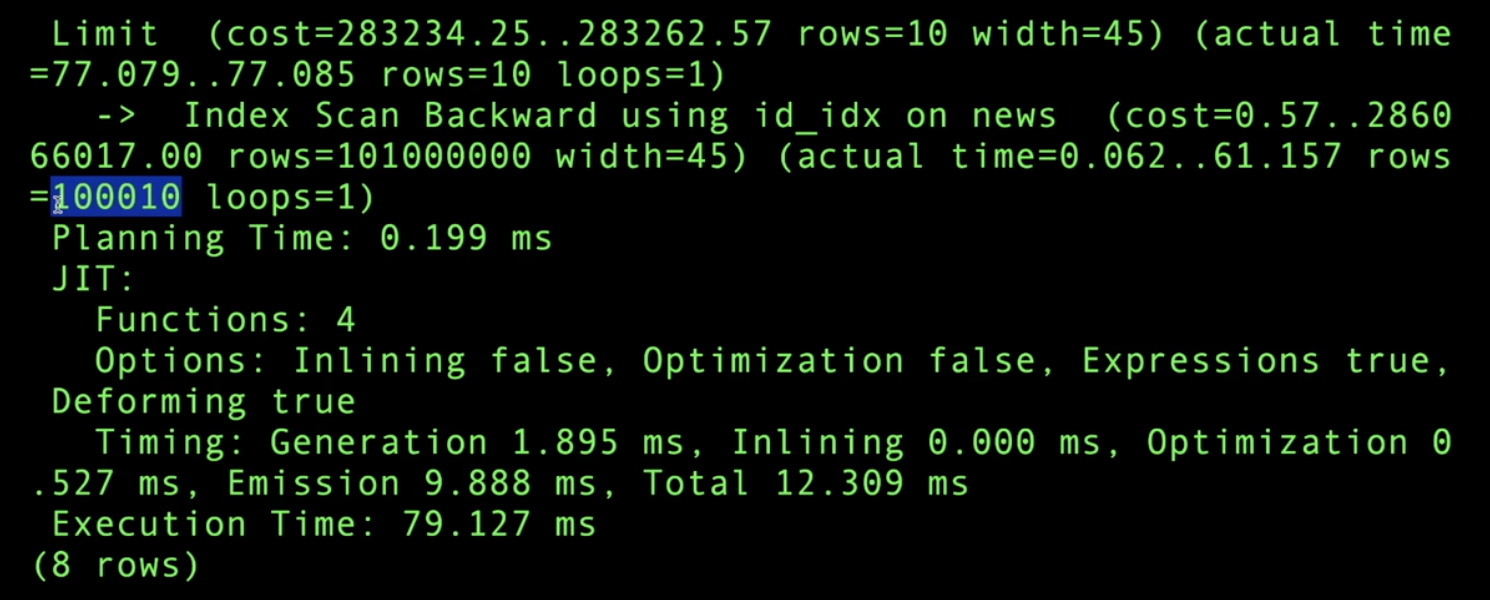 Limit  (cost=283234.25..283262.57 rows=10 width=45) (actual time
=77.079..77.085 rows=10 loops=1)
   ->  Index Scan Backward using id_idx on news  (cost=0.57..2860
66017.00 rows=101000000 width=45) (actual time=0.062..61.157 rows
=100010 loops=1)
Planning Time: 0.199 ms
JIT:
  Functions: 4
  Options: Inlining false, Optimization false, Expressions true,
Deforming true
  Timing: Generation 1.895 ms, Inlining 0.000 ms, Optimization 0
.527 ms, Emission 9.888 ms, Total 12.309 ms
Execution Time: 79.127 ms
(8 rows)